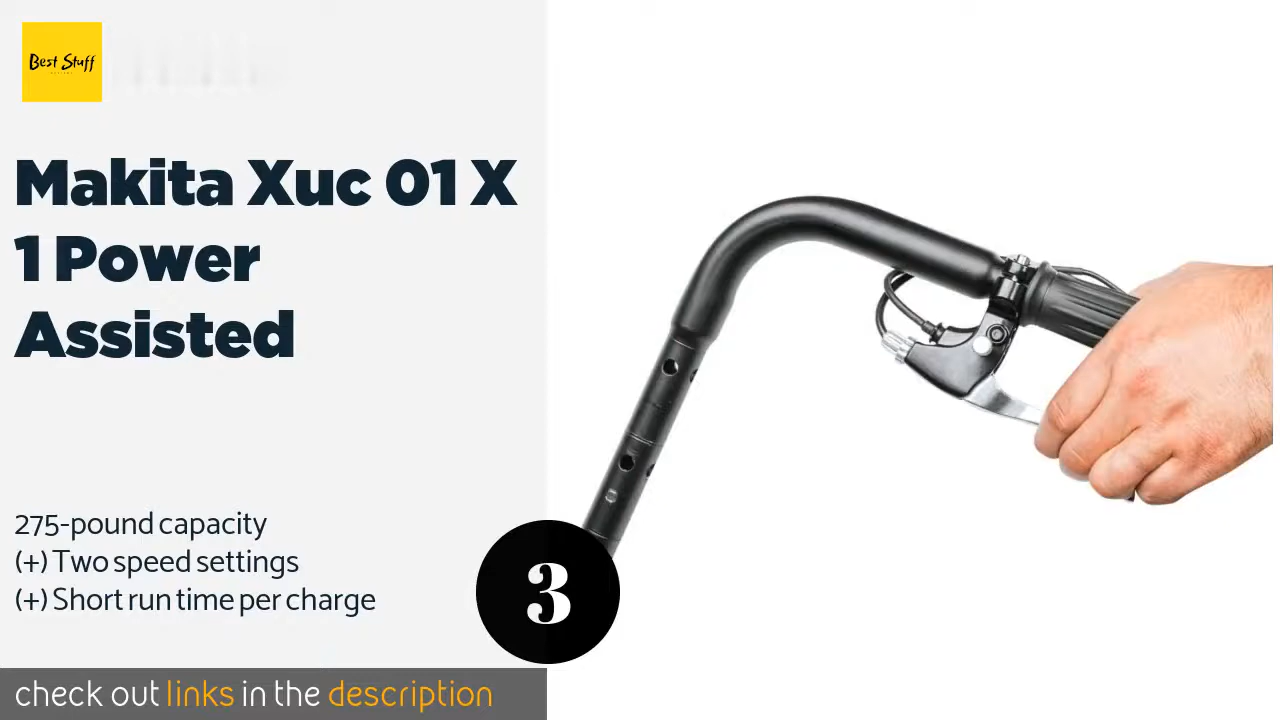 Best Stuff
Makita Xuc 01 X
1 Power
Assisted
275-pound capacity
(+) Two speed settings
(+) Short run time per charge
3
check out links in the description